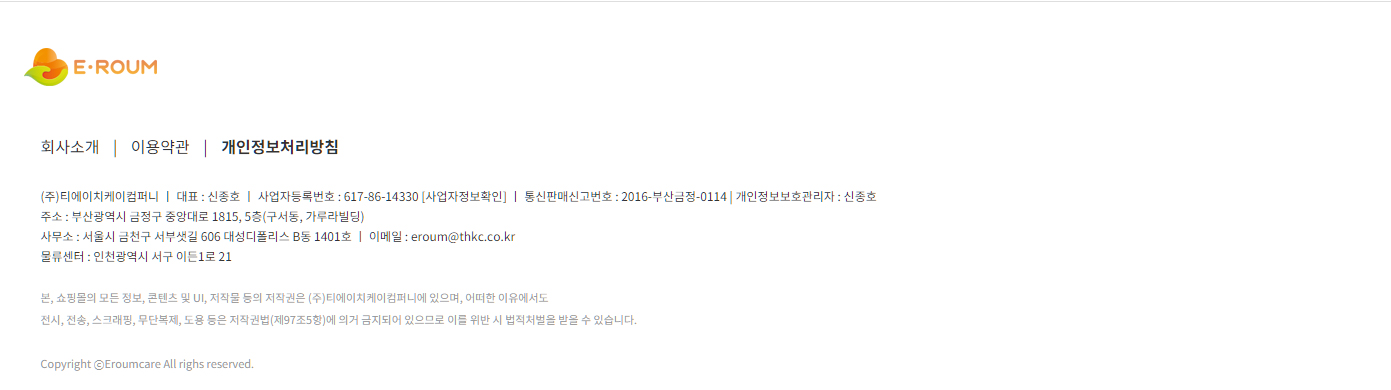 E·ROUM
회사소개 | 이용약관 | 개인정보처리방침
(주)티에이치케이컴퍼니 | 대표 : 신종호 | 사업자등록번호 : 617-86-14330 [사업자정보확인] | 통신판매신고번호 : 2016-부산금정-0114 | 개인정보보호관리자 : 신종호
주소 : 부산광역시 금정구 중앙대로 1815, 5층(구서동, 가루라빌딩)
사무소 : 서울시 금천구 서부샛길 606 대성디폴리스 B동 1401호 | 이메일 : eroum@thkc.co.kr
물류센터 : 인천광역시 서구 이든1로 21
본, 쇼핑몰의 모든 정보, 콘텐츠 및 UI, 저작물 등의 저작권은 (주)티에이치케이컴퍼니에 있으며, 어떠한 이유에서도
전시, 전송, 스크래핑, 무단복제, 도용 등은 저작권법(제97조5항)에 의거 금지되어 있으므로 이를 위반 시 법적처벌을 받을 수 있습니다.
Copyright ⓒEroumcare All righs reserved.